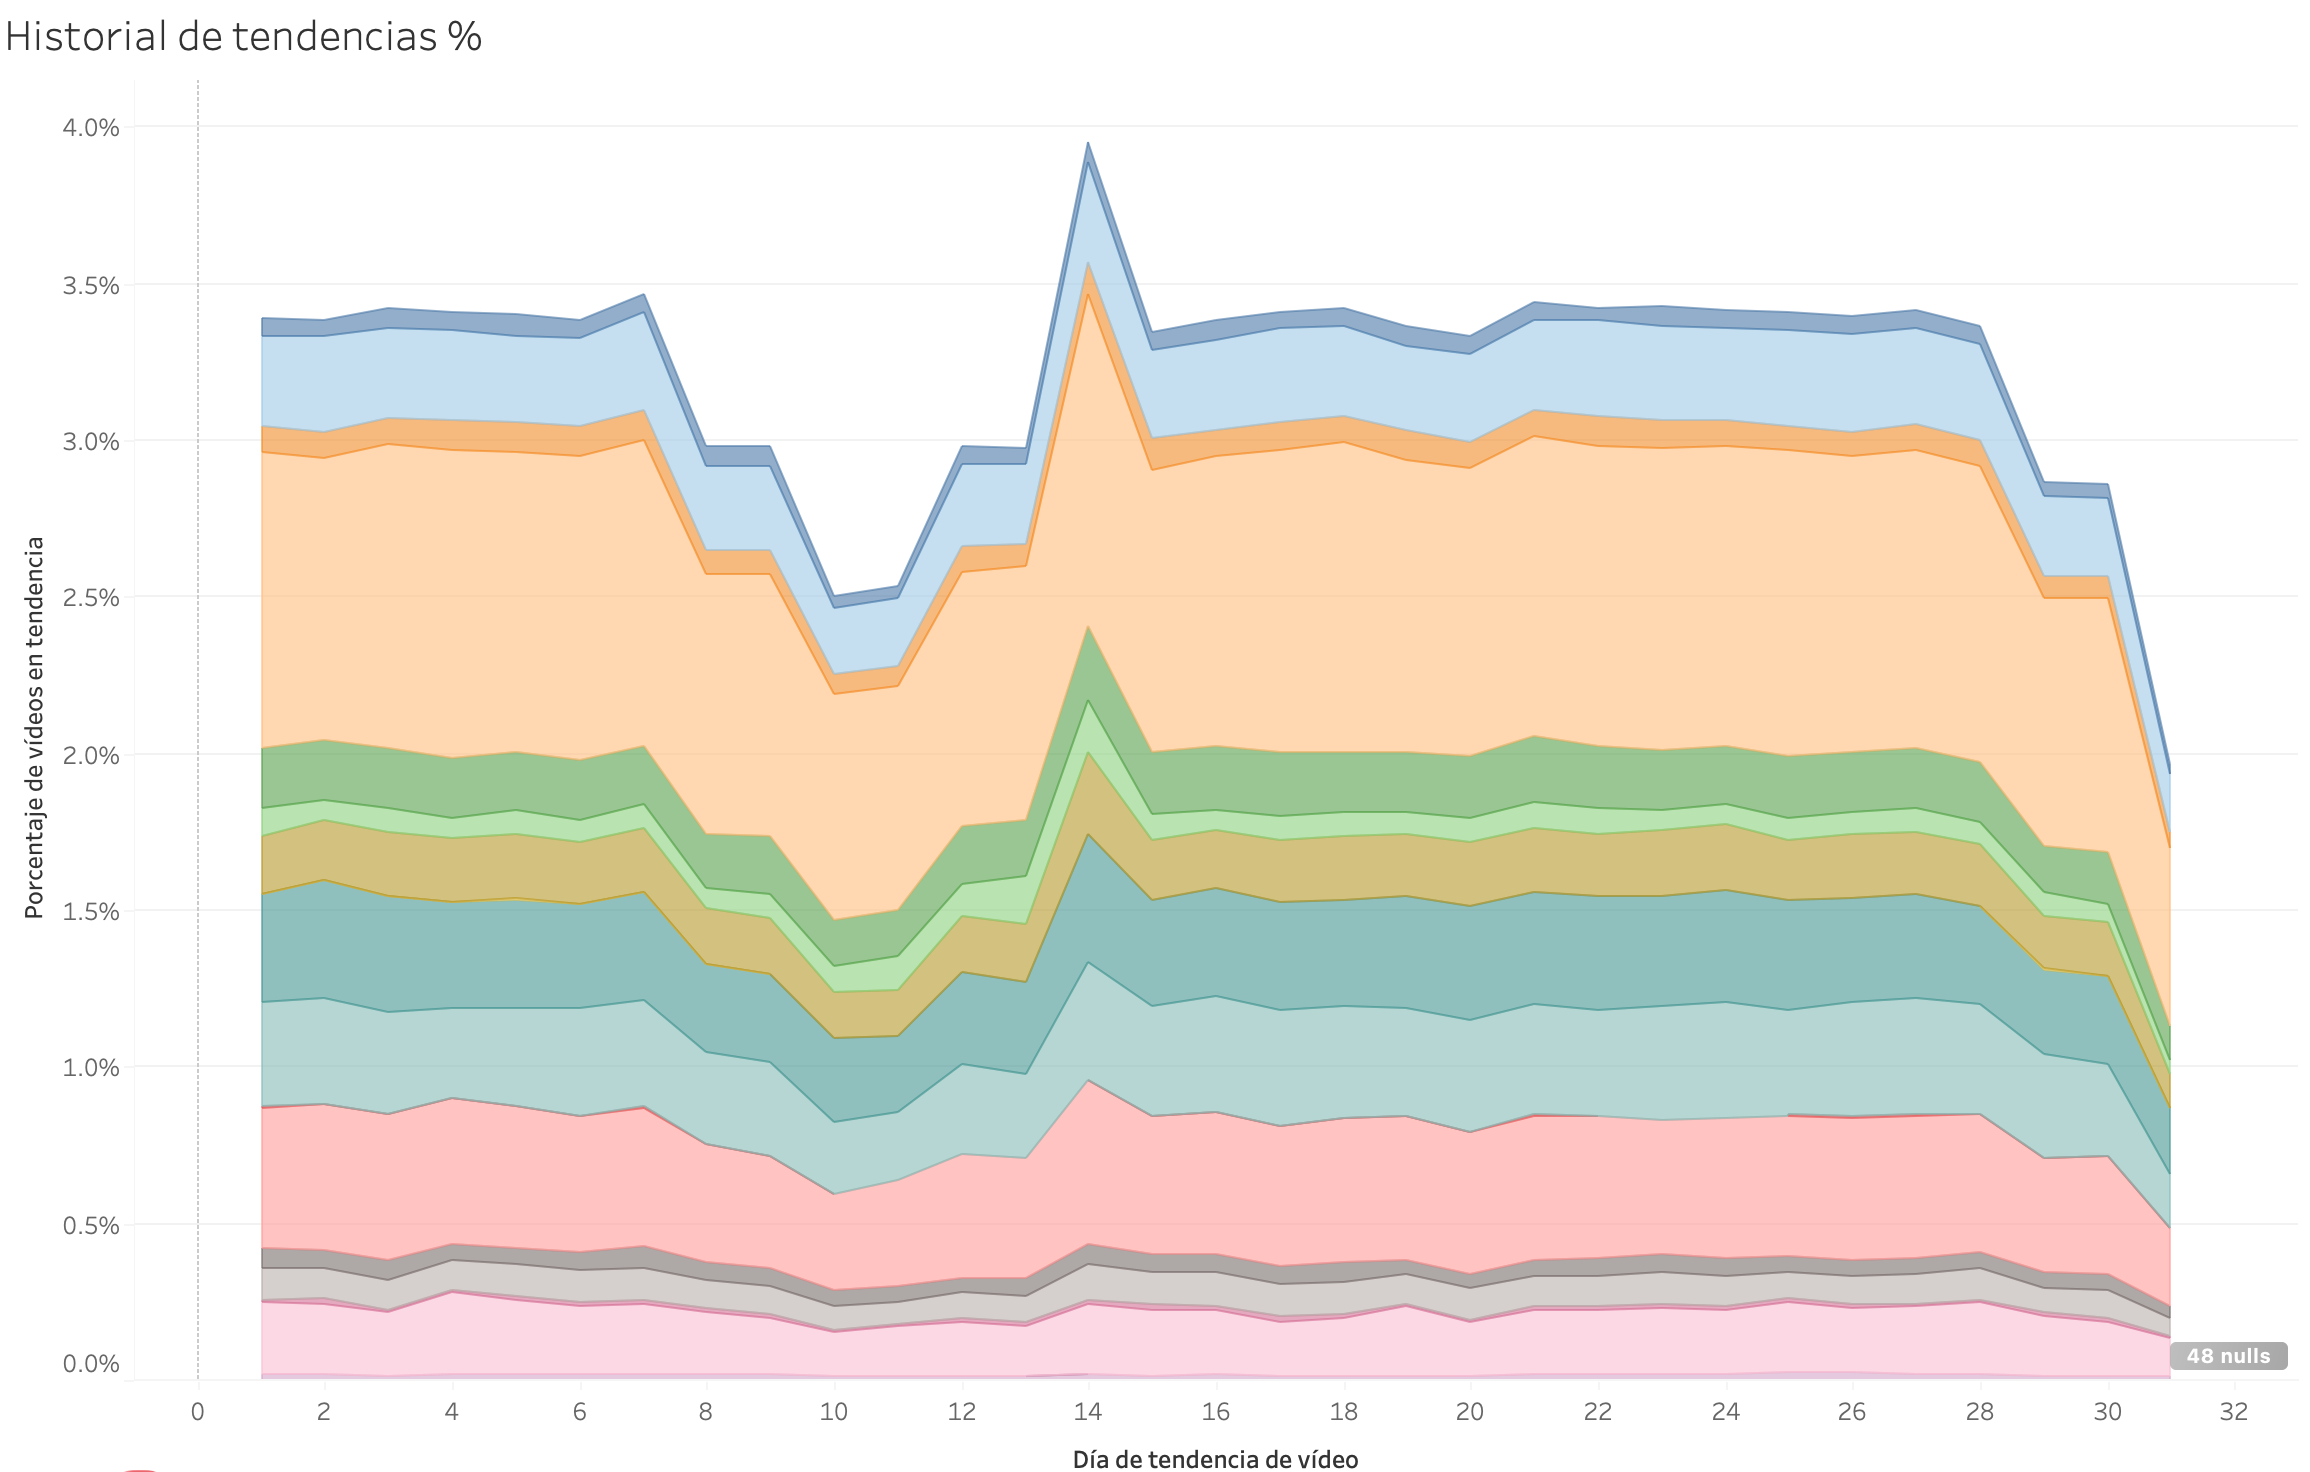 Historial de tendencias %
4.0%
3.5%
3.0%
2.5%
2.0%
1.5%
1.0%
0.5%
0.0%
Porcentaje de vídeos en tendencia
48 nulls
0 2 4 6 8 10 12 14 16 18 20 22 24 26 28 30 32
Día de tendencia de vídeo